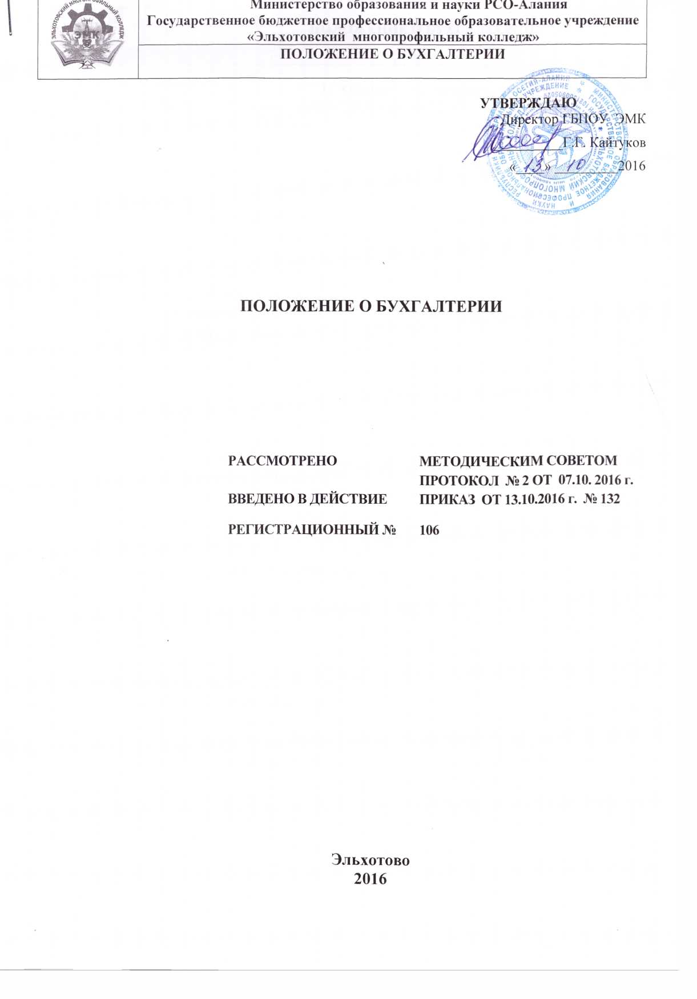 ЭЛЬХОТОВСКИЙ МНОГОПРОФИЛЬНЫЙ КОЛЛЕДЖ
ЭМК
Министерство образования и науки РСО-Алания
Государственное бюджетное профессиональное образовательное учреждение
«Эльхотовский многопрофильный колледж»
ПОЛОЖЕНИЕ О БУХГАЛТЕРИИ
УТВЕРЖДАЮ
Директор ГБПОУ ЭМК
_________Г.Г. Кайтуков
«13» 10 2016
ПОЛОЖЕНИЕ О БУХГАЛТЕРИИ
РАССМОТРЕНО МЕТОДИЧЕСКИМ СОВЕТОМ
ПРОТОКОЛ № 2 ОТ 07.10. 2016 г.
ВВЕДЕНО В ДЕЙСТВИЕ ПРИКАЗ ОТ 13.10.2016 г. № 132
РЕГИСТРАЦИОННЫЙ № 106
Эльхотово
2016